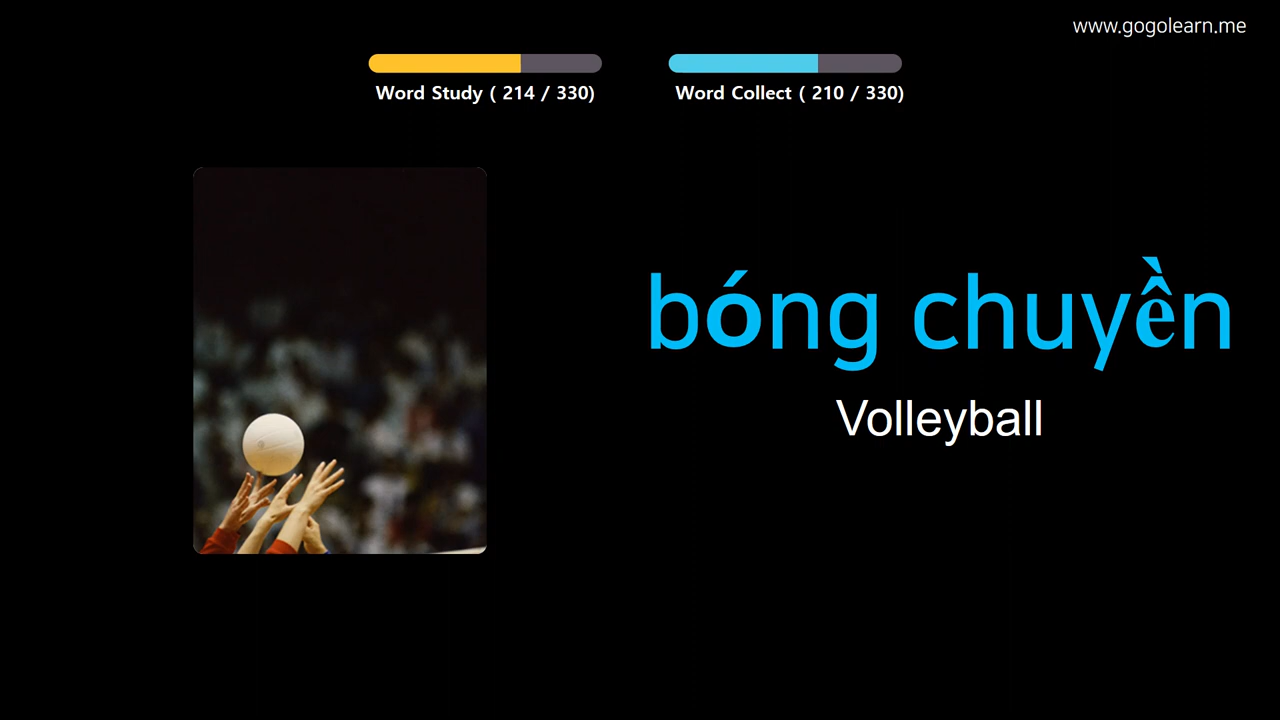 www.gogolearn.me
Word Study ( 214 / 330)
Word Collect ( 210 / 330)
bóng chuyền
Volleyball